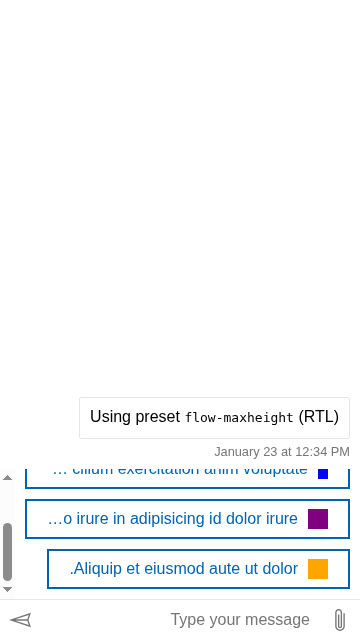 Using preset flow-maxheight (RTL)
January 23 at 12:34 PM
… cillum exercitation anim voluptate
…o irure in adipisicing id dolor irure
.Aliquip et eiusmod aute ut dolor
Type your message